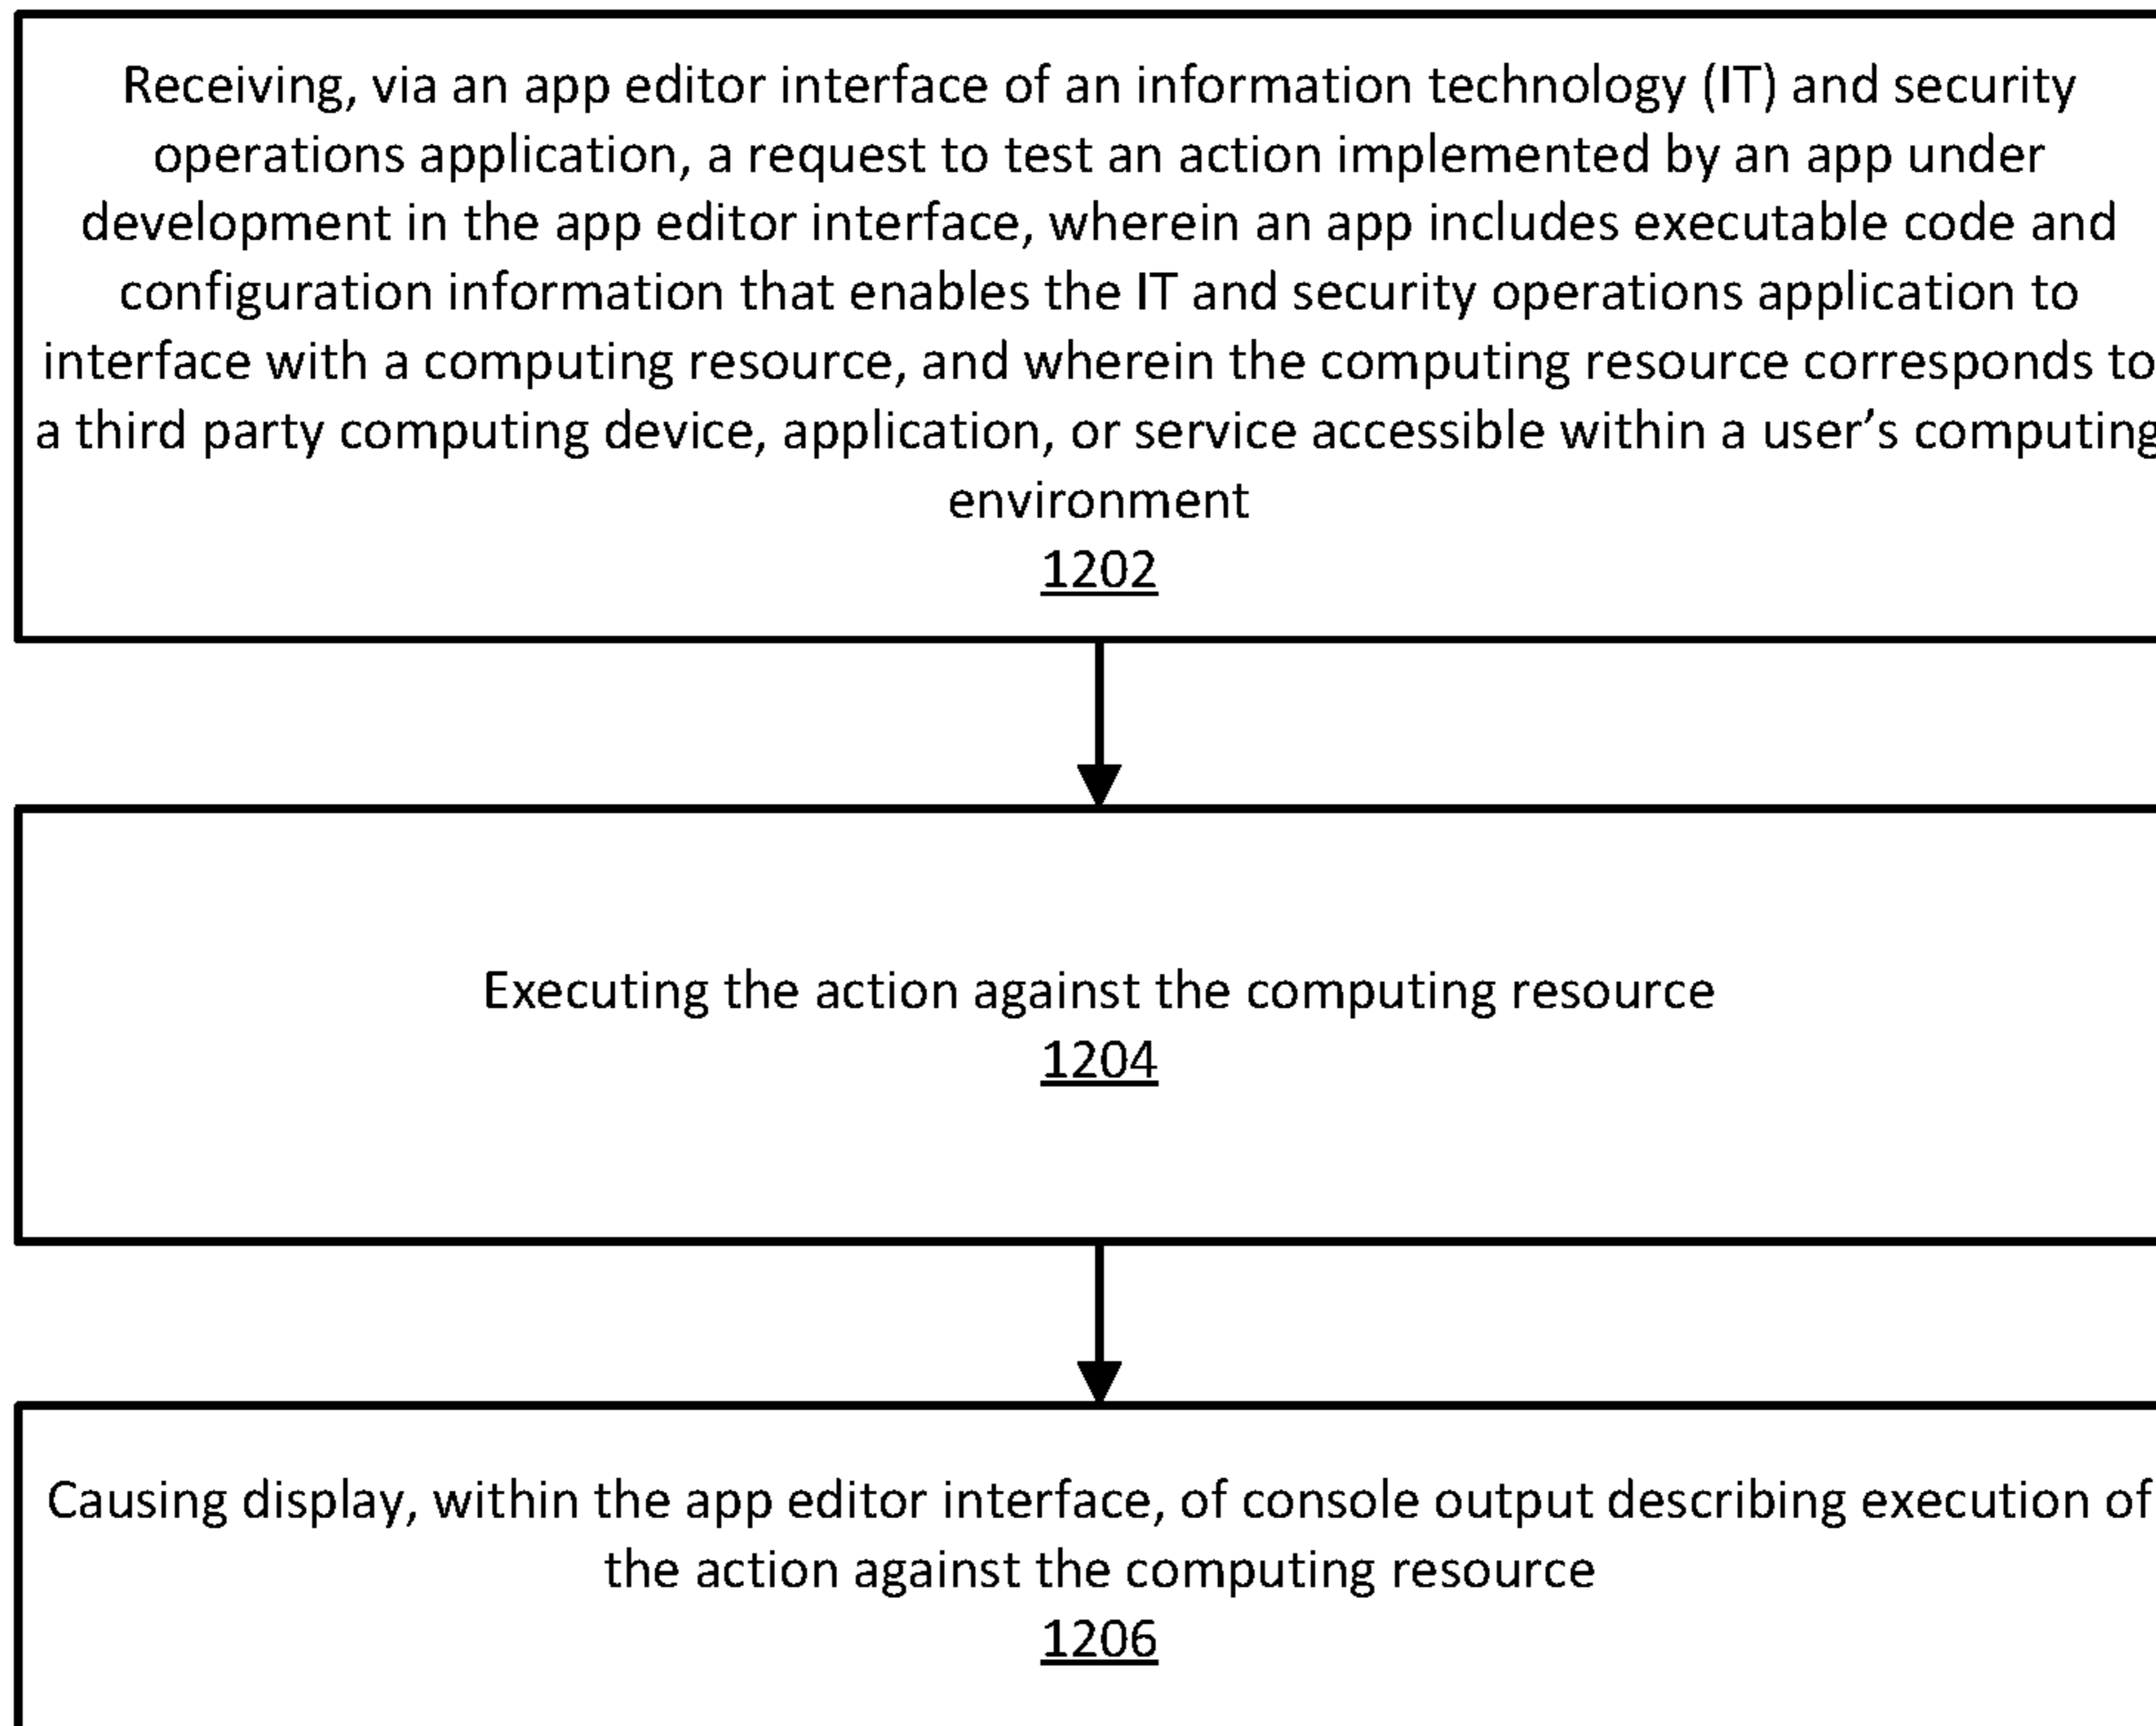 Receiving, via an app editor interface of an information technology (IT) and security
operations application, a request to test an action implemented by an app under
development in the app editor interface, wherein an app includes executable code and
configuration information that enables the IT and security operations application to
interface with a computing resource, and wherein the computing resource corresponds to
a third party computing device, application, or service accessible within a user’s computing
environment
1202
Executing the action against the computing resource
1204
Causing display, within the app editor interface, of console output describing execution of
the action against the computing resource
1206